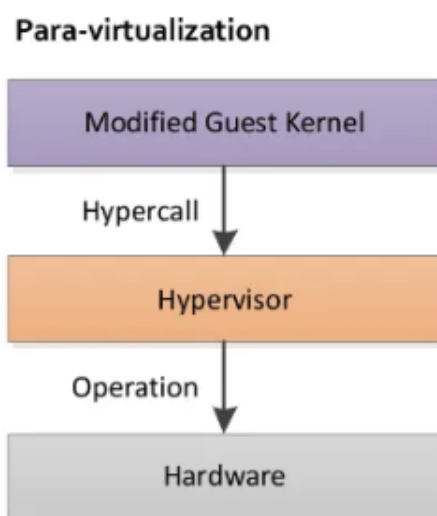 Para-virtualization
Modified Guest Kernel
Hypercall
Hypervisor
Operation
Hardware